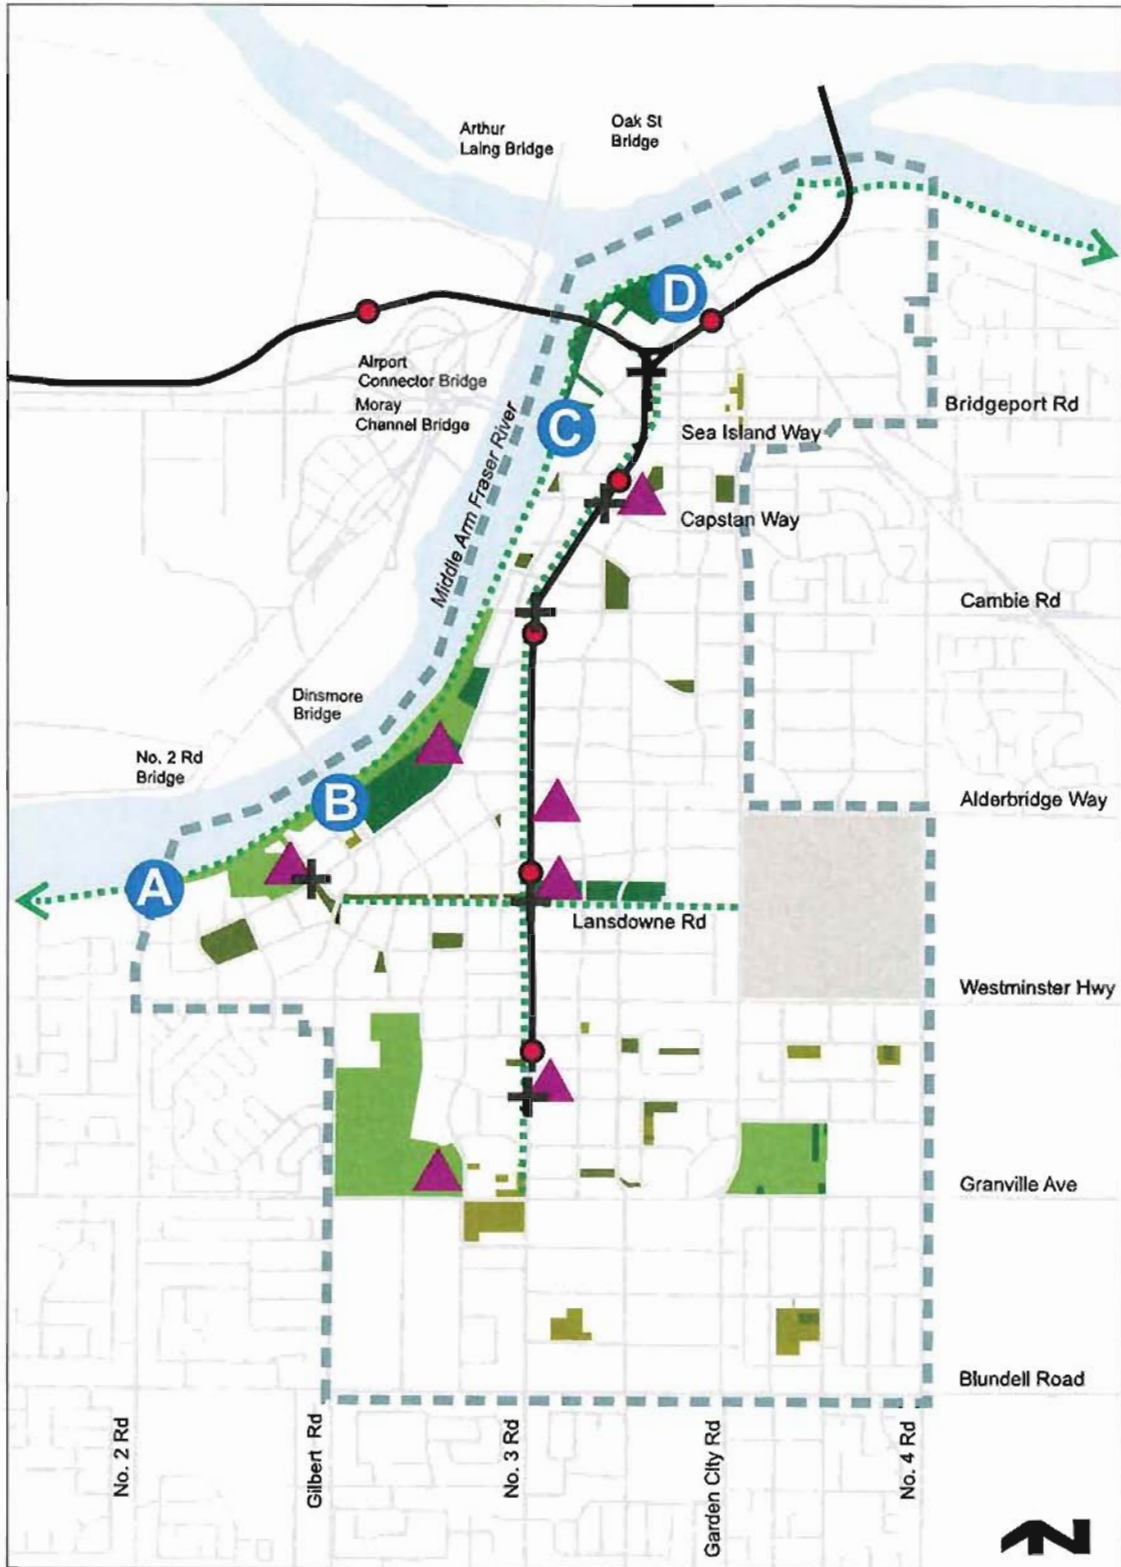 Arthur
Laing Bridge
Oak St
Bridge
D
Airport
Connector Bridge
Moray
Channel Bridge
Bridgeport Rd
C
Sea Island Way
Middle Arm Fraser River
Capstan Way
Cambie Rd
Dinsmore
Bridge
No. 2 Rd
Bridge
B
Alderbridge Way
A
Lansdowne Rd
Westminster Hwy
Granville Ave
Blundell Road
No. 2 Rd
Gilbert Rd
No. 3 Rd
Garden City Rd
No. 4 Rd
N